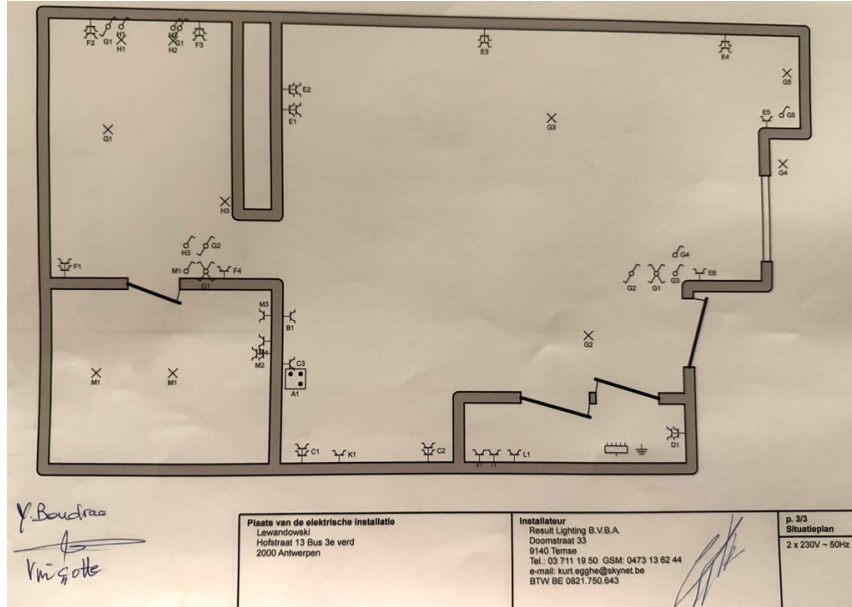 F2
G1
H1
H1
H2
G1
F3
E3
E4
E2
E1
G1
G3
G5
E5
G5
G4
H3
H3
G2
F1
M1
G1
F4
G4
G2
G1
G3
E6
M3
B1
M2
C3
A1
G2
M1
M1
C1
K1
C2
L1
D1
Y. Boudraa
Vinçotte
Plaats van de elektrische installatie
Lewandowski
Hofstraat 13 Bus 3e verd
2000 Antwerpen
Installateur
Result Lighting B.V.B.A.
Doornstraat 33
9140 Temse
Tel.: 03 711 19 50 GSM: 0473 13 62 44
e-mail: kurt.egghe@skynet.be
BTW BE 0821.750.643
p. 3/3
Situatieplan
2 x 230V ~ 50Hz